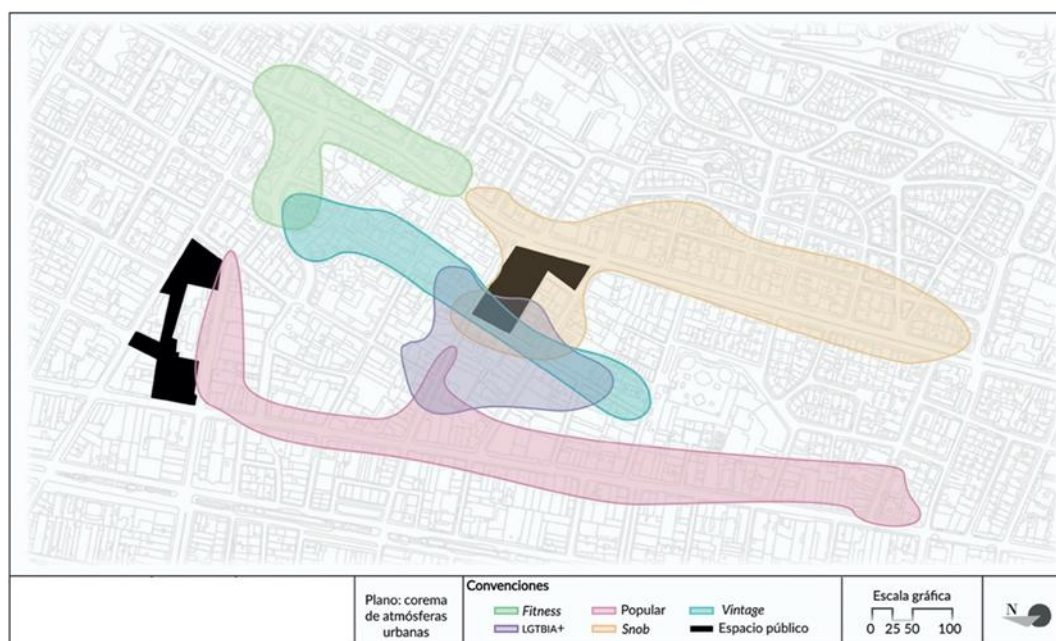 Plano: corema
de atmósferas
urbanas
Convenciones
Fitness
Popular
Vintage
LGTBIA+
Snob
Espacio público
Escala gráfica
0 25 50 100
N